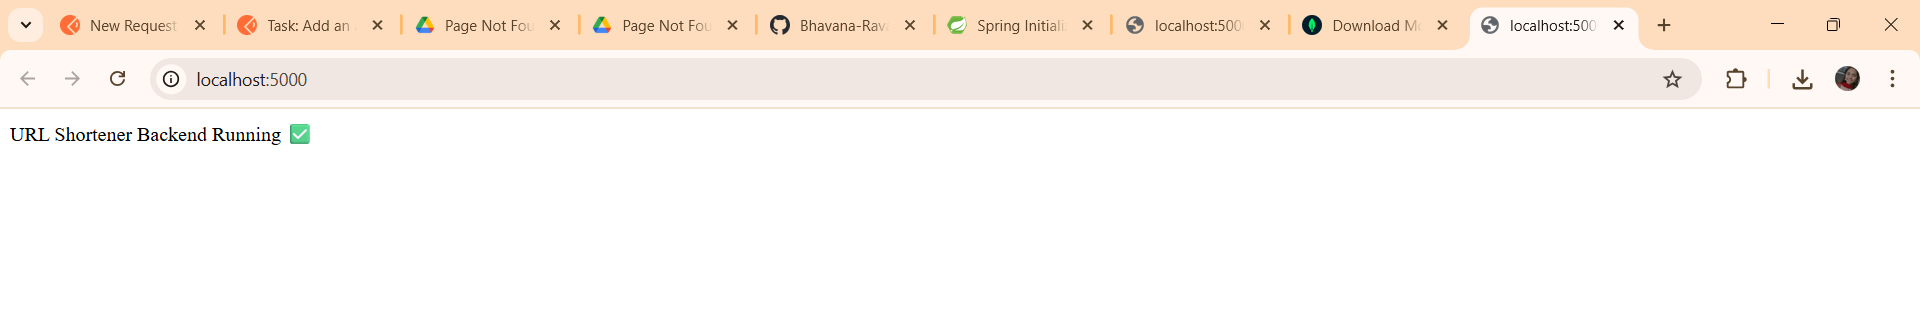 New Request
Task: Add an
Page Not Fou
Page Not Fou
Bhavana-Rav
Spring Initiali
localhost:500
Download Mo
localhost:500
localhost:5000
URL Shortener Backend Running ✅